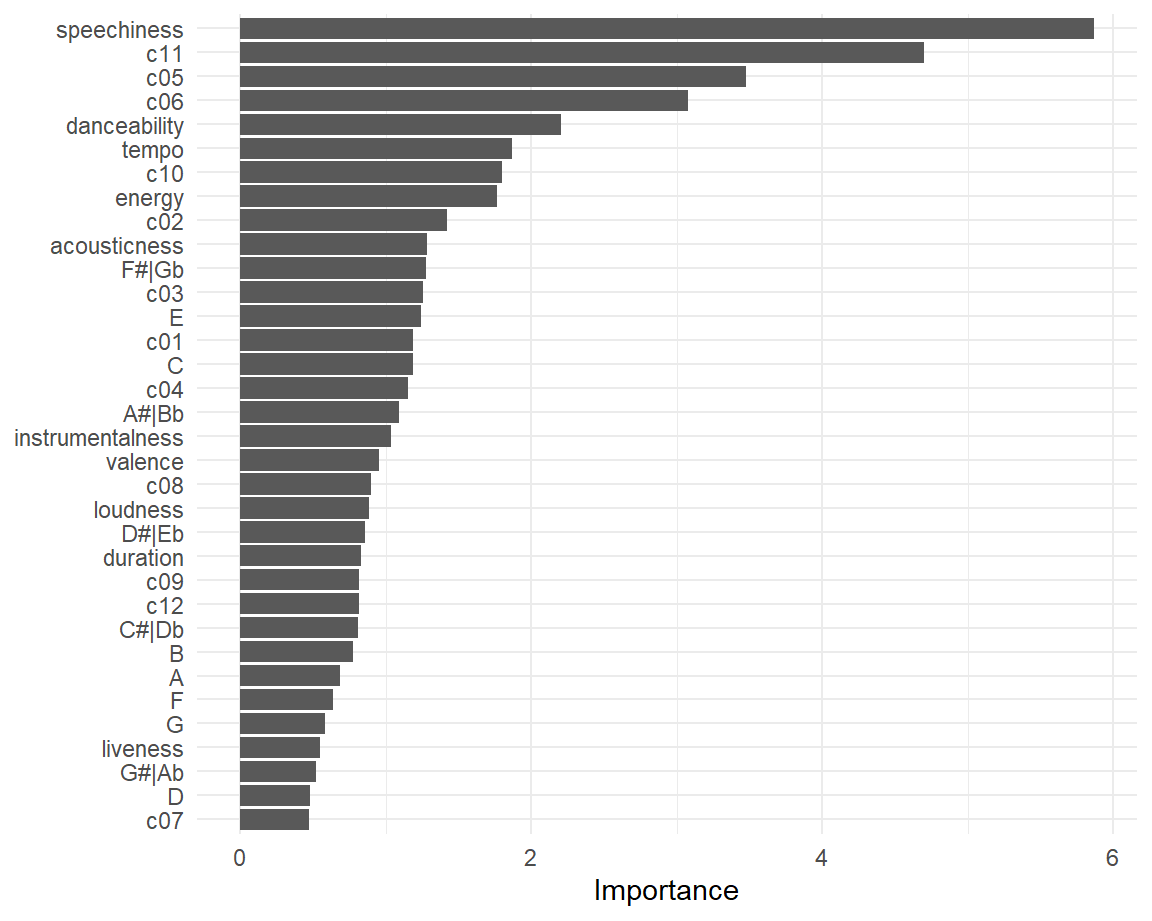 speechiness
c11
c05
c06
danceability
tempo
c10
energy
c02
acousticness
F#|Gb
c03
E
c01
C
c04
A#|Bb
instrumentalness
valence
c08
loudness
D#|Eb
duration
c09
c12
C#|Db
B
A
F
G
liveness
G#|Ab
D
c07
0 2 4 6
Importance